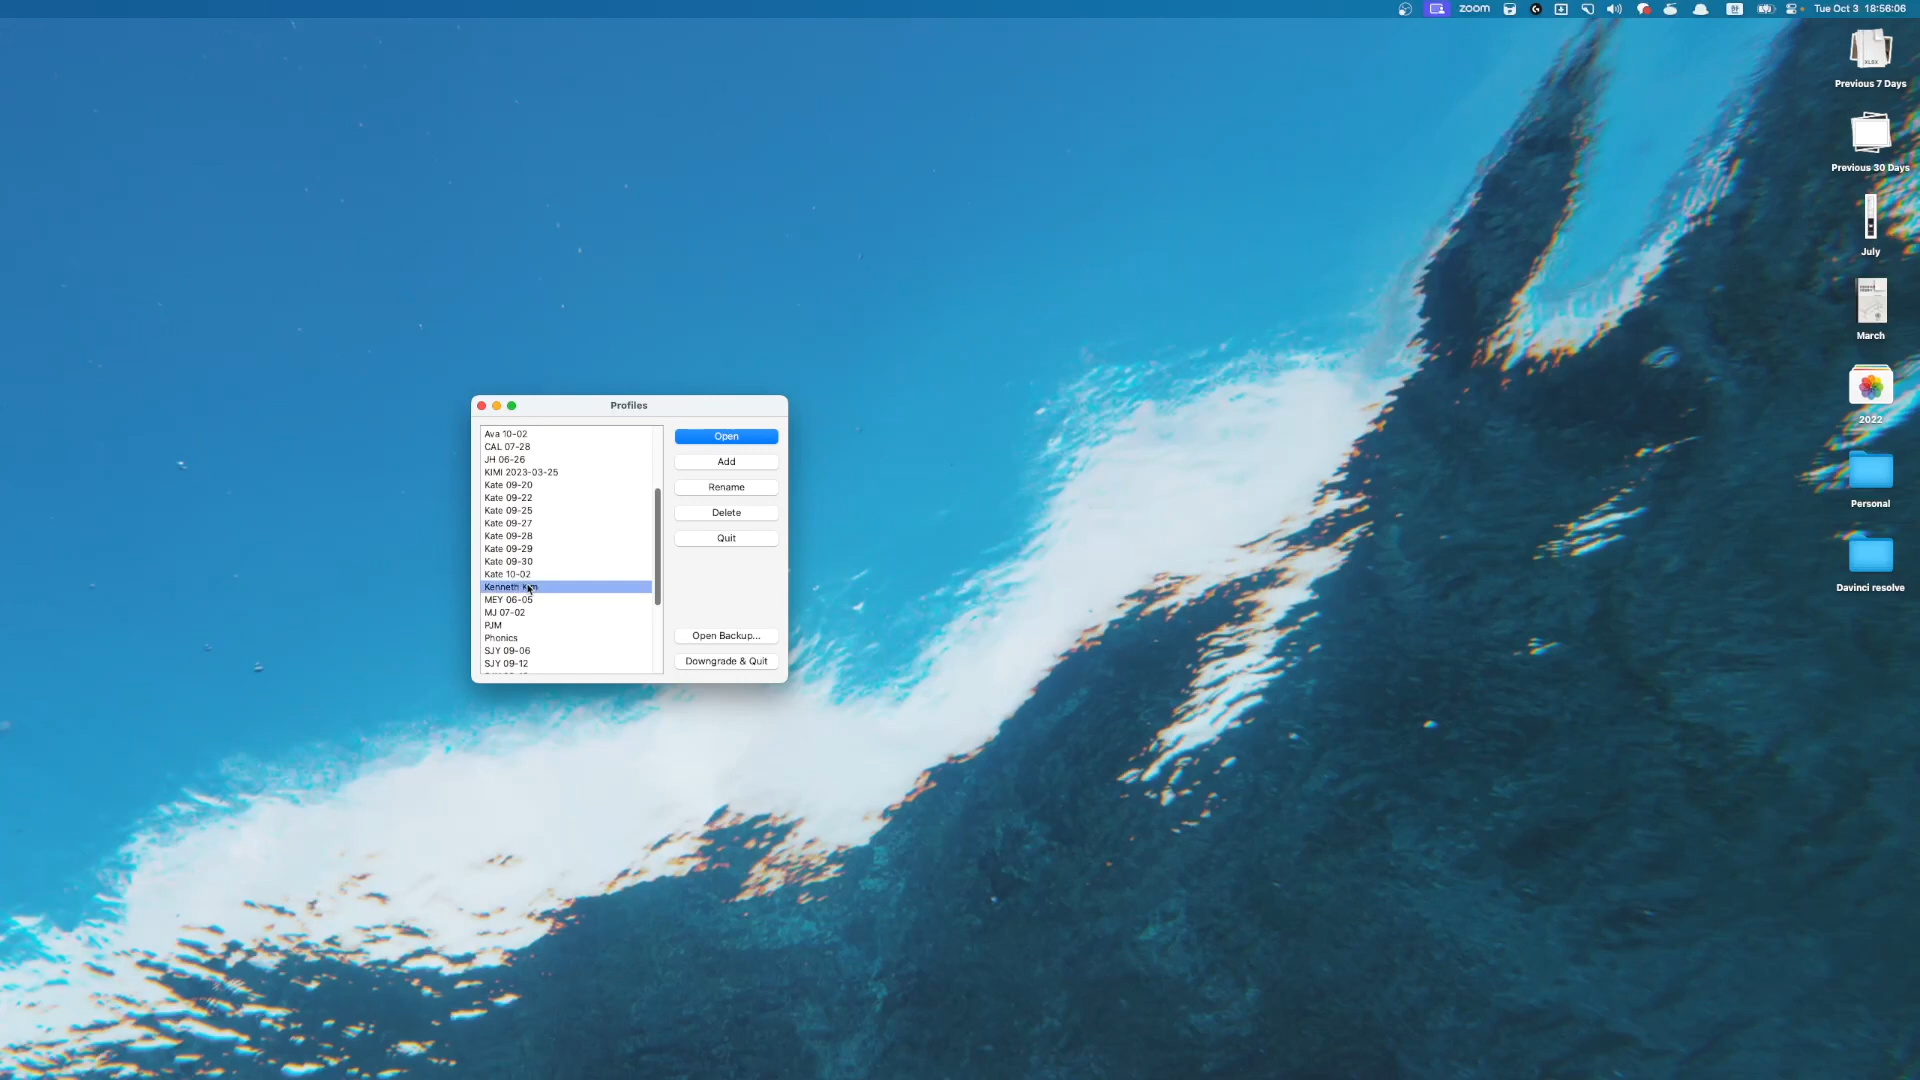 zoom
Tue Oct 3 18:56:06
XLSX
Previous 7 Days
Previous 30 Days
July
March
2022
Personal
Davinci resolve
Profiles
Ava 10-02
CAL 07-28
JH 06-26
KIMI 2023-03-25
Kate 09-20
Kate 09-22
Kate 09-25
Kate 09-27
Kate 09-28
Kate 09-29
Kate 09-30
Kate 10-02
Kenneth Kim
MEY 06-05
MJ 07-02
PJM
Phonics
SJY 09-06
SJY 09-12
Open
Add
Rename
Delete
Quit
Open Backup...
Downgrade & Quit